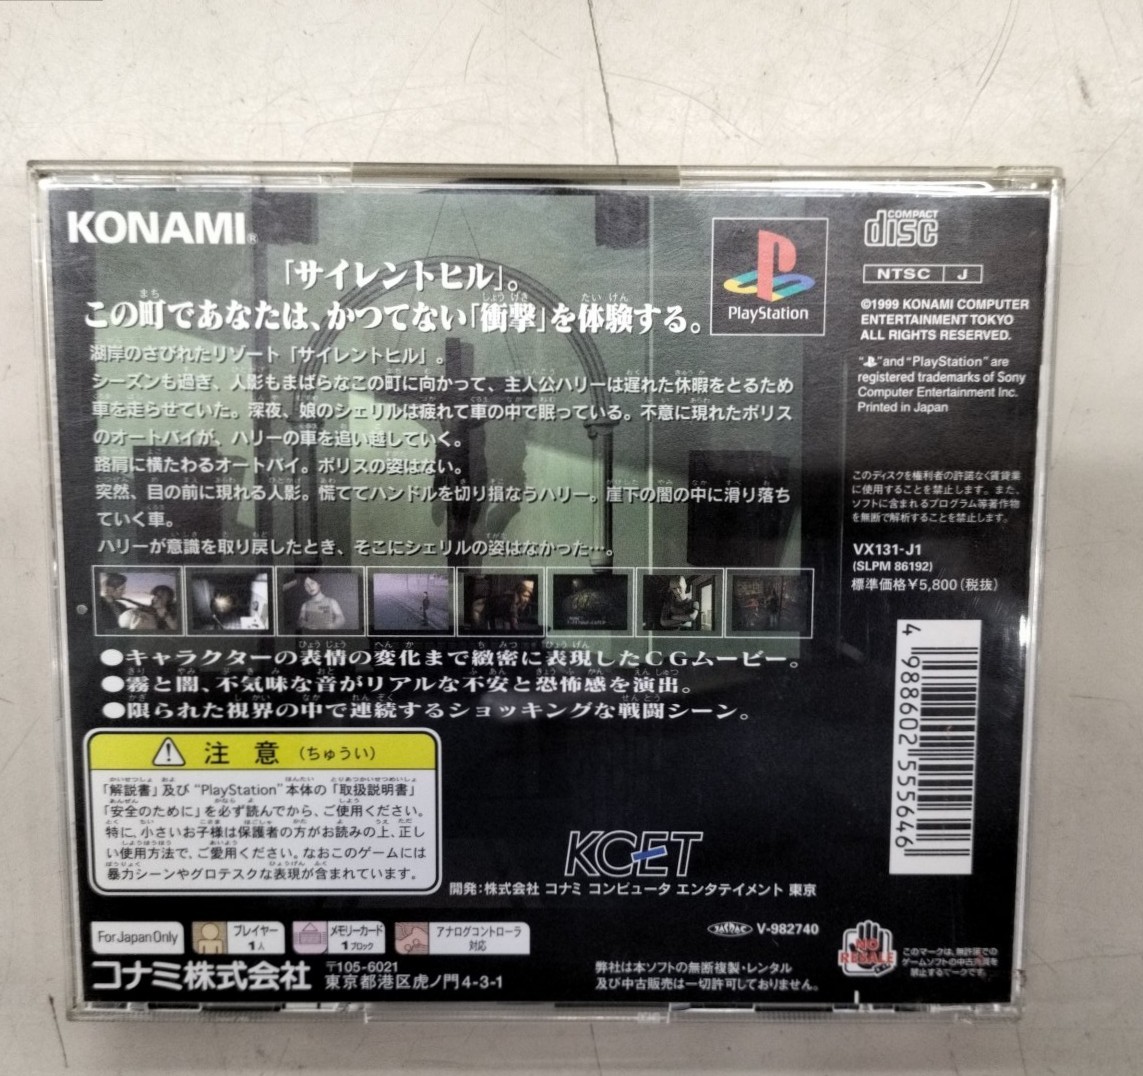 KONAMI®
「サイレントヒル」。
この町であなたは、かつてない「衝撃」を体験する。
湖岸のさびれたリゾート「サイレントヒル」。
シーズンも過ぎ、人影もまばらなこの町に向かって、主人公ハリーは遅れた休暇をとるため
車を走らせていた。深夜、娘のシェリルは疲れて車の中で眠っている。不意に現れたポリス
のオートバイが、ハリーの車を追い越していく。
路肩に横たわるオートバイ。ポリスの姿はない。
突然、目の前に現れる人影。慌ててハンドルを切り損なうハリー。崖下の闇の中に滑り落ち
ていく車。
ハリーが意識を取り戻したとき、そこにシェリルの姿はなかった…。
●キャラクターの表情の変化まで緻密に表現したCGムービー。
●霧と闇、不気味な音がリアルな不安と恐怖感を演出。
●限られた視界の中で連続するショッキングな戦闘シーン。
PlayStation
COMPACT
disc
NTSC J
©1999 KONAMI COMPUTER
ENTERTAINMENT TOKYO
ALL RIGHTS RESERVED.
" " and "PlayStation" are
registered trademarks of Sony
Computer Entertainment Inc.
Printed in Japan
このディスクを権利者の許諾なく賃貸業
に使用することを禁止します。また、
ソフトに含まれるプログラム等著作物
を無断で解析することを禁止します。
VX131-J1
(SLPM 86192)
標準価格¥5,800(税抜)
4 988602 555646
注意(ちゅうい)
「解説書」及び"PlayStation"本体の「取扱説明書」
「安全のために」を必ず読んでから、ご使用ください。
特に、小さいお子様は保護者の方がお読みの上、正し
い使用方法で、ご愛用ください。なおこのゲームには
暴力シーンやグロテスクな表現が含まれています。
KCET
開発:株式会社 コナミ コンピュータ エンタテイメント 東京
For Japan Only
プレイヤー
1人
メモリーカード
1ブロック
アナログコントローラ
対応
JASRAC V-982740
NO
RESALE
このマークは、無許諾での
ゲームソフトの中古売買を
禁止するマークです。
コナミ株式会社
〒105-6021
東京都港区虎ノ門4-3-1
弊社は本ソフトの無断複製・レンタル
及び中古販売は一切許可しておりません。